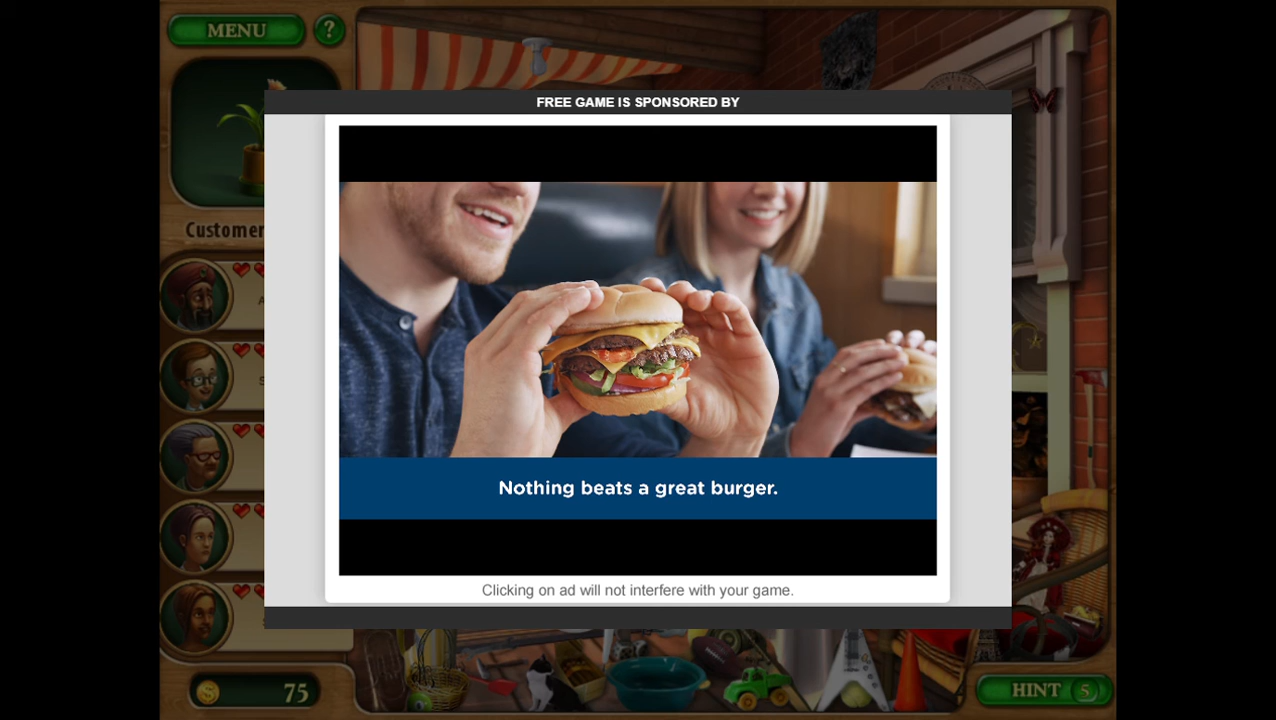 MENU
?
FREE GAME IS SPONSORED BY
Customer
Nothing beats a great burger.
Clicking on ad will not interfere with your game.
75
HINT 5